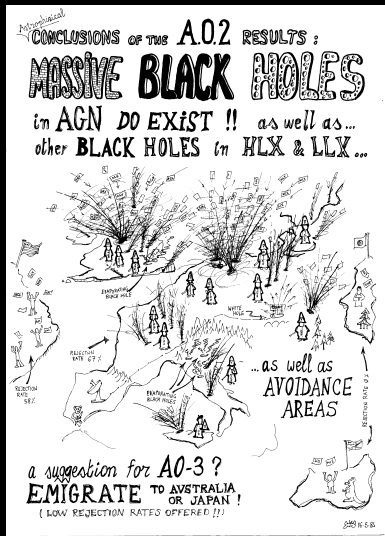 Astrophysical
CONCLUSIONS OF THE A.O.2 RESULTS :
MASSIVE BLACK HOLES
in AGN DO EXIST !! as well as...
other BLACK HOLES in HLX & LLX...
EVAPORATING
BLACK HOLE
WHITE
HOLE
REJECTION
RATE 67%
REJECTION
RATE
58%
EVAPORATING
BLACK HOLES
...as well as
AVOIDANCE
AREAS
REJECTION RATE
a suggestion for AO-3 ?
EMIGRATE TO AUSTRALIA
OR JAPAN !
( LOW REJECTION RATES OFFERED !!)